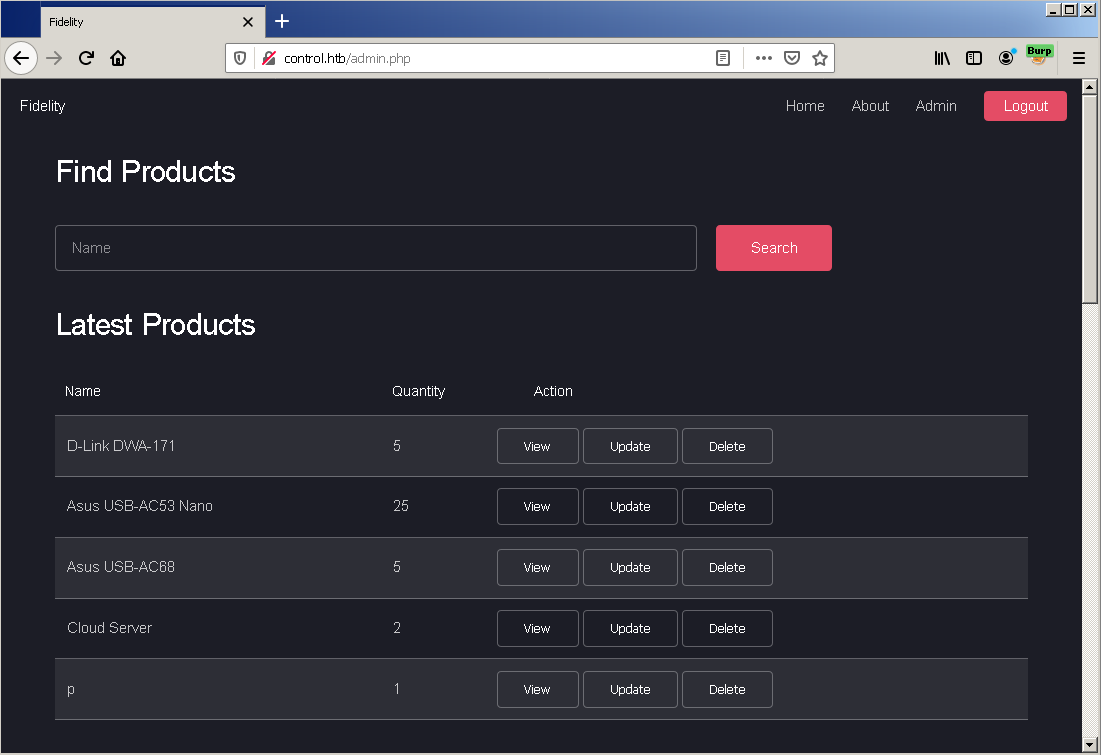 Fidelity
control.htb/admin.php
Burp
Fidelity Home About Admin Logout
Find Products
Name Search
Latest Products
Name Quantity Action
D-Link DWA-171 5 View Update Delete
Asus USB-AC53 Nano 25 View Update Delete
Asus USB-AC68 5 View Update Delete
Cloud Server 2 View Update Delete
p 1 View Update Delete